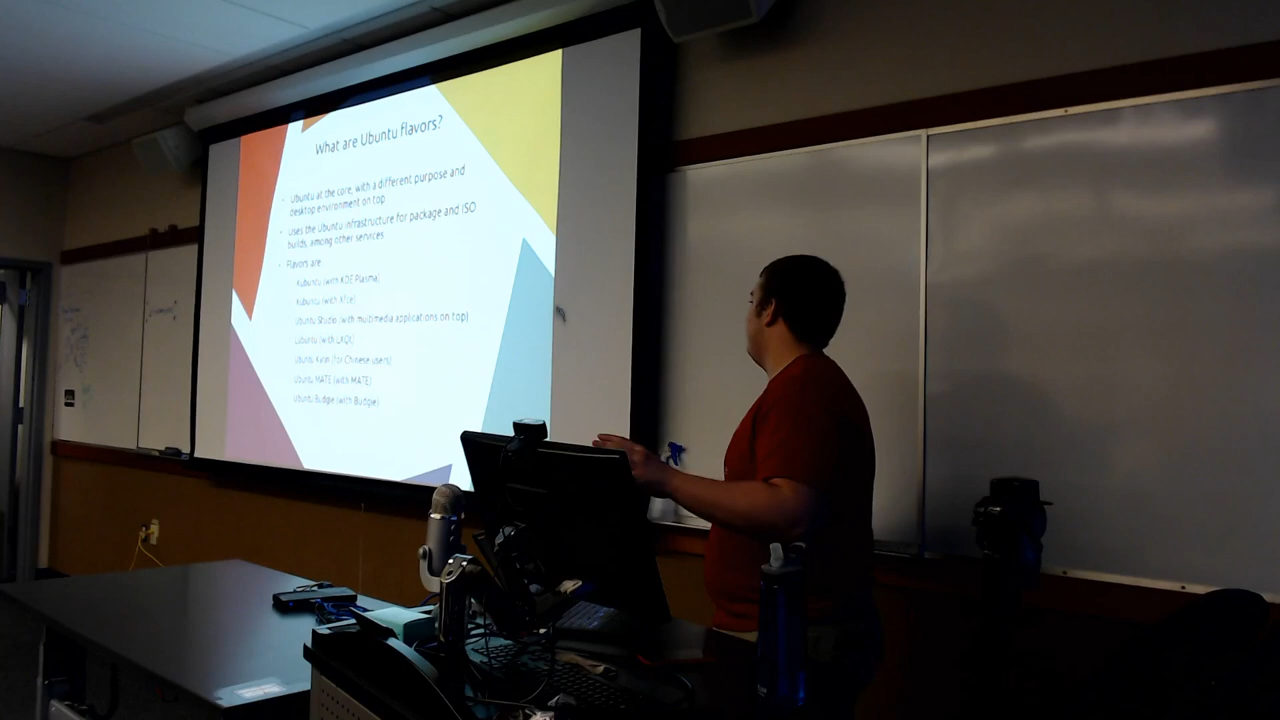 What are Ubuntu flavors?
Ubuntu at the core, with a different purpose and
desktop environment on top
Uses the Ubuntu infrastructure for package and ISO
builds, among other services
Flavors are
Kubuntu (with KDE Plasma)
Xubuntu (with Xfce)
Ubuntu Studio (with multimedia applications on top)
Lubuntu (with LXQt)
Ubuntu Kylin (for Chinese users)
Ubuntu MATE (with MATE)
Ubuntu Budgie (with Budgie)